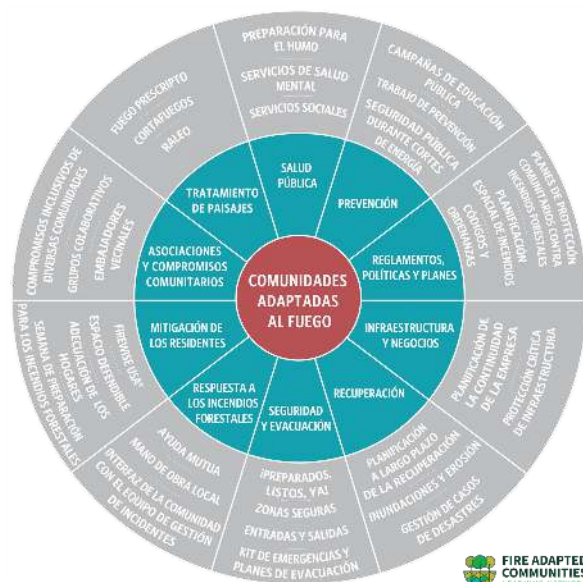 COMUNIDADES
ADAPTADAS
AL FUEGO
SALUD
PÚBLICA
PREPARACIÓN PARA
EL HUMO
SERVICIOS DE SALUD
MENTAL
SERVICIOS SOCIALES
PREVENCIÓN
CAMPAÑAS DE EDUCACIÓN
PÚBLICA
TRABAJO DE PREVENCIÓN
SEGURIDAD PÚBLICA
DURANTE CORTES
DE ENERGÍA
REGLAMENTOS,
POLÍTICAS Y PLANES
PLANES DE PROTECCIÓN
COMUNITARIOS CONTRA
INCENDIOS FORESTALES
PLANIFICACIÓN
ESPACIAL DE INCENDIOS
CÓDIGOS Y
ORDENANZAS
INFRAESTRUCTURA
Y NEGOCIOS
PLANIFICACIÓN DE
LA CONTINUIDAD
DE LA EMPRESA
PROTECCIÓN CRÍTICA
DE INFRAESTRUCTURA
RECUPERACIÓN
PLANIFICACIÓN
A LARGO PLAZO
DE LA RECUPERACIÓN
INUNDACIONES Y EROSIÓN
GESTIÓN DE CASOS
DE DESASTRES
SEGURIDAD
Y EVACUACIÓN
¡PREPARADOS,
LISTOS, YA!
ZONAS SEGURAS
ENTRADAS Y SALIDAS
KIT DE EMERGENCIAS Y
PLANES DE EVACUACIÓN
RESPUESTA A
LOS INCENDIOS
FORESTALES
AYUDA MUTUA
MANO DE OBRA LOCAL
INTERFAZ DE LA COMUNIDAD
CON EL EQUIPO DE GESTIÓN
DE INCIDENTES
MITIGACIÓN DE
LOS RESIDENTES
FIREWISE USA®
ESPACIO DEFENDIBLE
ADECUACIÓN DE LOS
HOGARES
SEMANA DE PREPARACIÓN
PARA LOS INCENDIOS FORESTALES
ASOCIACIONES
Y COMPROMISOS
COMUNITARIOS
COMPROMISOS INCLUSIVOS DE
DIVERSAS COMUNIDADES
GRUPOS COLABORATIVOS
EMBAJADORES
VECINALES
TRATAMIENTO
DE PAISAJES
FUEGO PRESCRIPTO
CORTAFUEGOS
RALEO
FIRE ADAPTED
COMMUNITIES